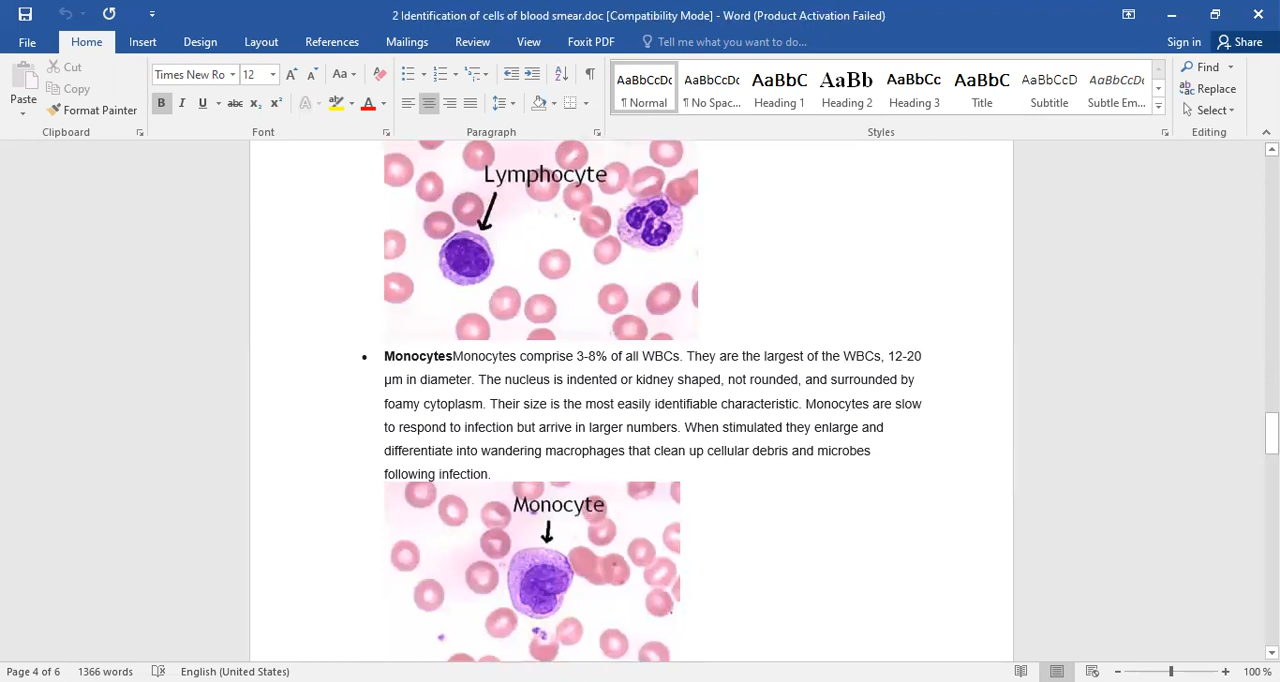 2 Identification of cells of blood smear.doc [Compatibility Mode] - Word (Product Activation Failed)
File Home Insert Design Layout References Mailings Review View Foxit PDF Tell me what you want to do... Sign in Share
Paste
Cut
Copy
Format Painter
Clipboard
Times New Ro 12
Font
Paragraph
AaBbCcDc AaBbCcDc AaBbC AaBb AaBbCc AaBbC AaBbCcD AaBbCcDc
¶ Normal ¶ No Spac... Heading 1 Heading 2 Heading 3 Title Subtitle Subtle Em...
Styles
Find
Replace
Select
Editing
Lymphocyte
• MonocytesMonocytes comprise 3-8% of all WBCs. They are the largest of the WBCs, 12-20
µm in diameter. The nucleus is indented or kidney shaped, not rounded, and surrounded by
foamy cytoplasm. Their size is the most easily identifiable characteristic. Monocytes are slow
to respond to infection but arrive in larger numbers. When stimulated they enlarge and
differentiate into wandering macrophages that clean up cellular debris and microbes
following infection.
Monocyte
Page 4 of 6 1366 words English (United States) 100 %